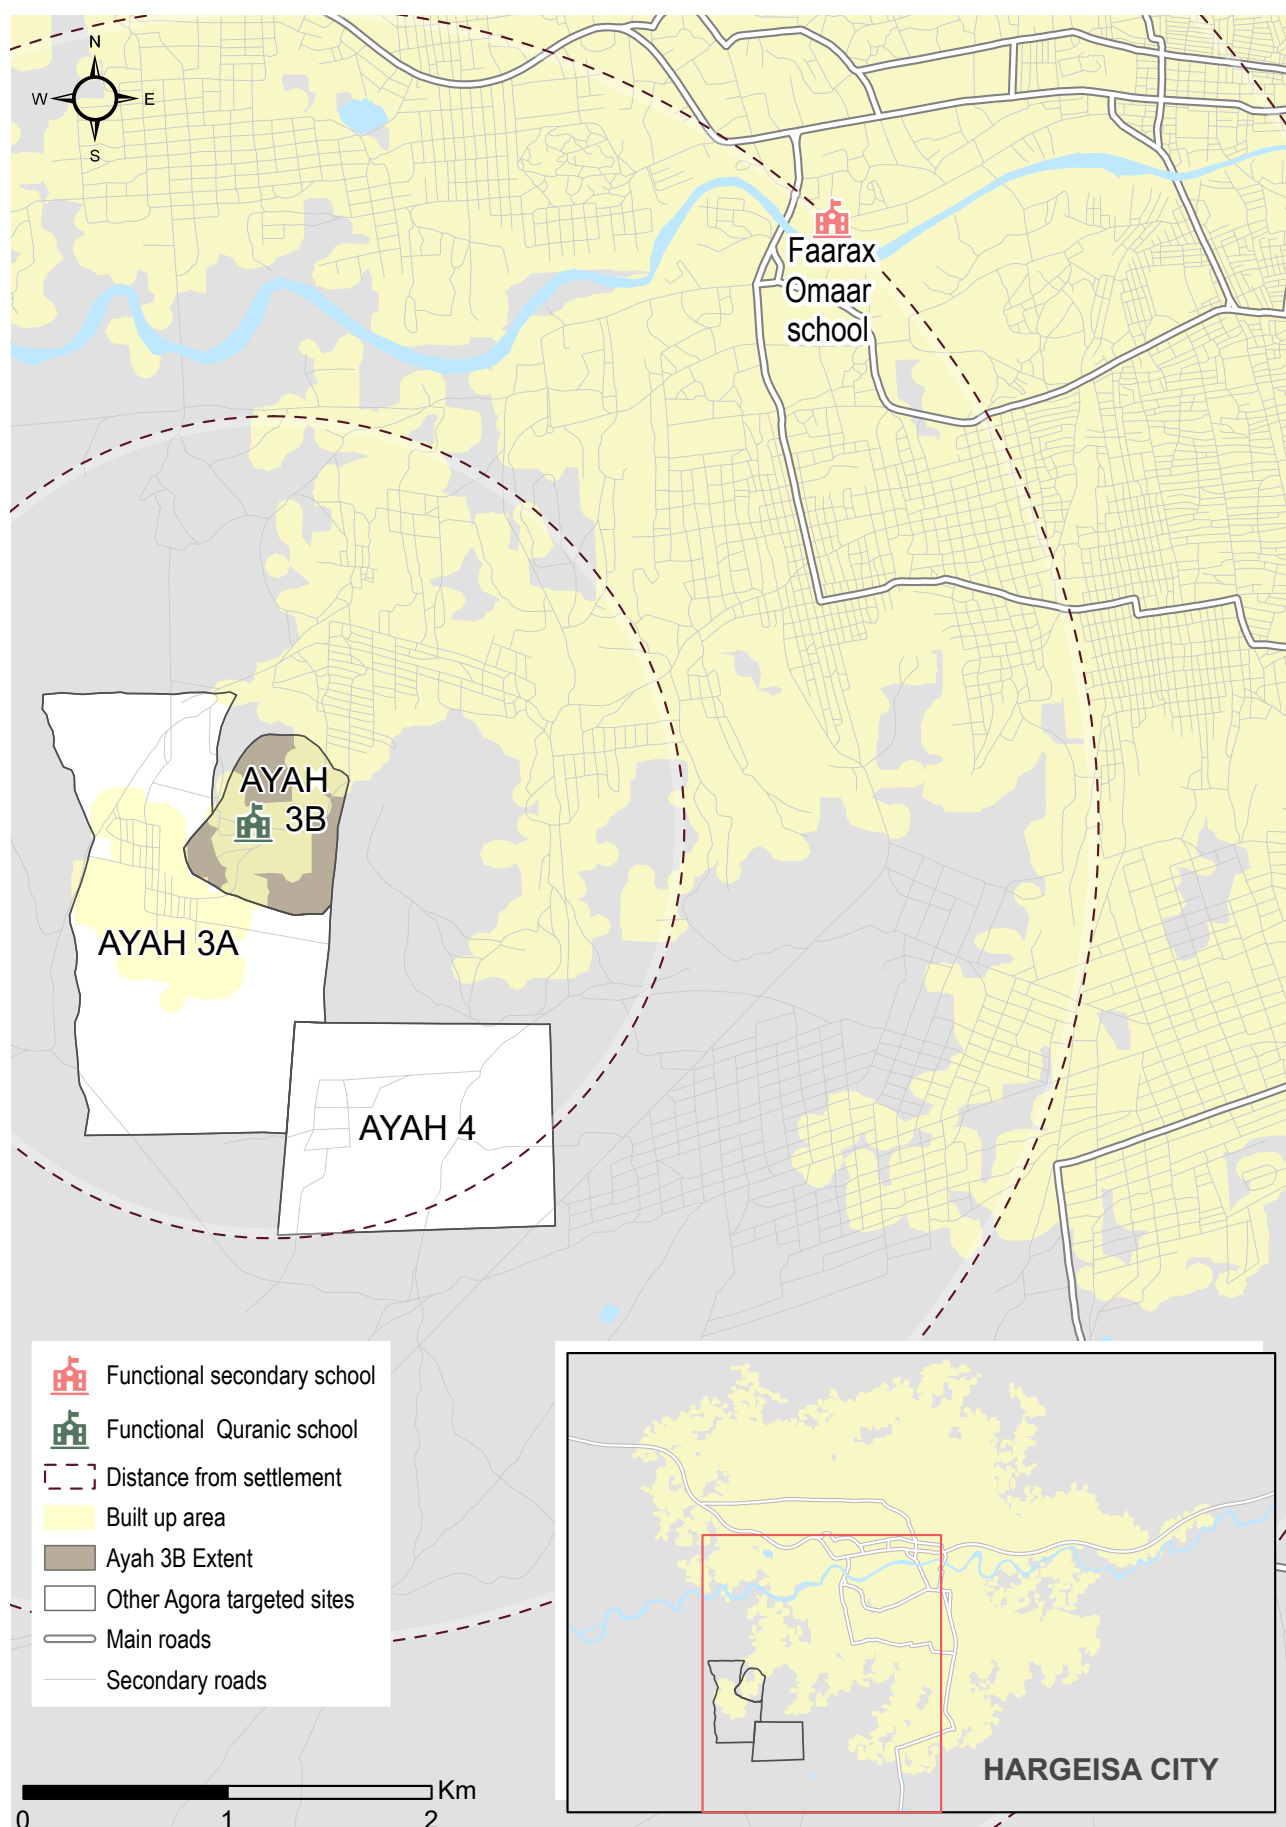 N
W E
S
Faarax
Omaar
school
AYAH
3B
AYAH 3A
AYAH 4
Functional secondary school
Functional Quranic school
Distance from settlement
Built up area
Ayah 3B Extent
Other Agora targeted sites
Main roads
Secondary roads
HARGEISA CITY
Km
0 1 2